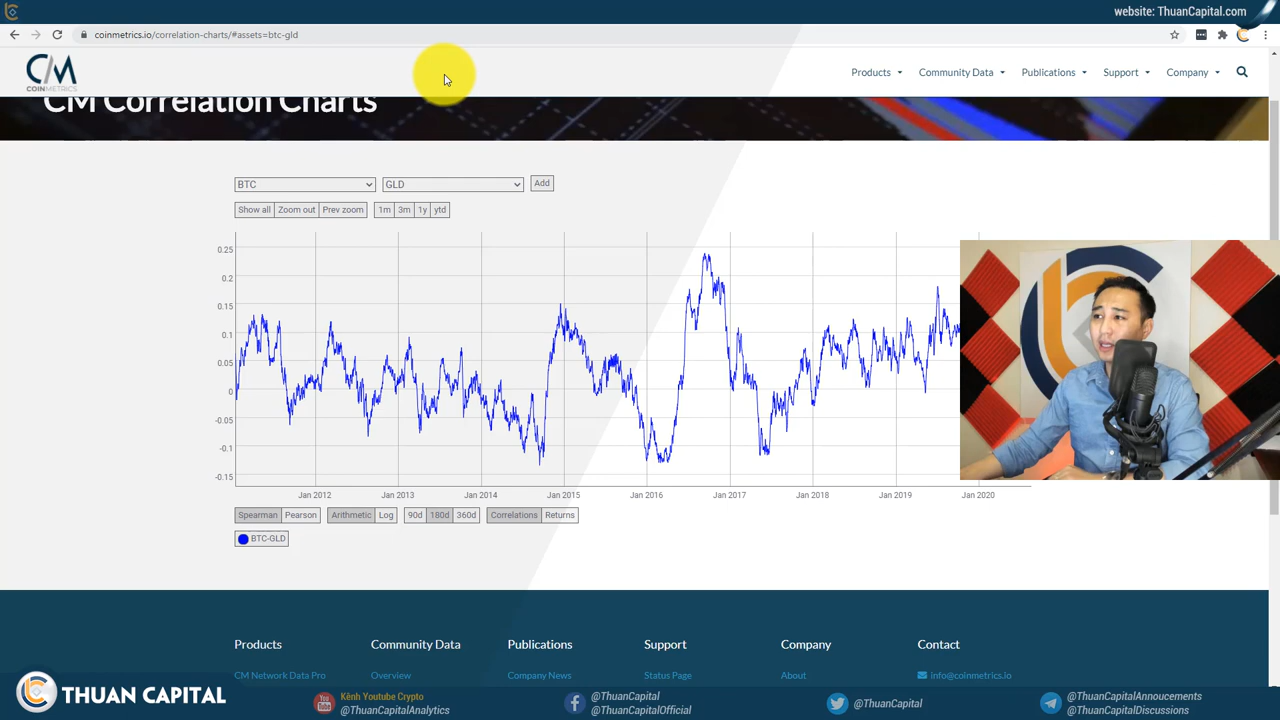 website: ThuanCapital.com
coinmetrics.io/correlation-charts/#assets=btc-gld
CM
COINMETRICS
Products
Community Data
Publications
Support
Company
CM Correlation Charts
BTC
GLD
Add
Show all
Zoom out
Prev zoom
1m
3m
1y
ytd
0.25
0.2
0.15
0.1
0.05
0
-0.05
-0.1
-0.15
Jan 2012
Jan 2013
Jan 2014
Jan 2015
Jan 2016
Jan 2017
Jan 2018
Jan 2019
Jan 2020
Spearman
Pearson
Arithmetic
Log
90d
180d
360d
Correlations
Returns
BTC-GLD
Products
Community Data
Publications
Support
Company
Contact
CM Network Data Pro
Overview
Company News
Status Page
About
info@coinmetrics.io
THUAN CAPITAL
You Tube
Kênh Youtube Crypto
@ThuanCapitalAnalytics
@ThuanCapital
@ThuanCapitalOfficial
@ThuanCapital
@ThuanCapitalAnnoucements
@ThuanCapitalDiscussions